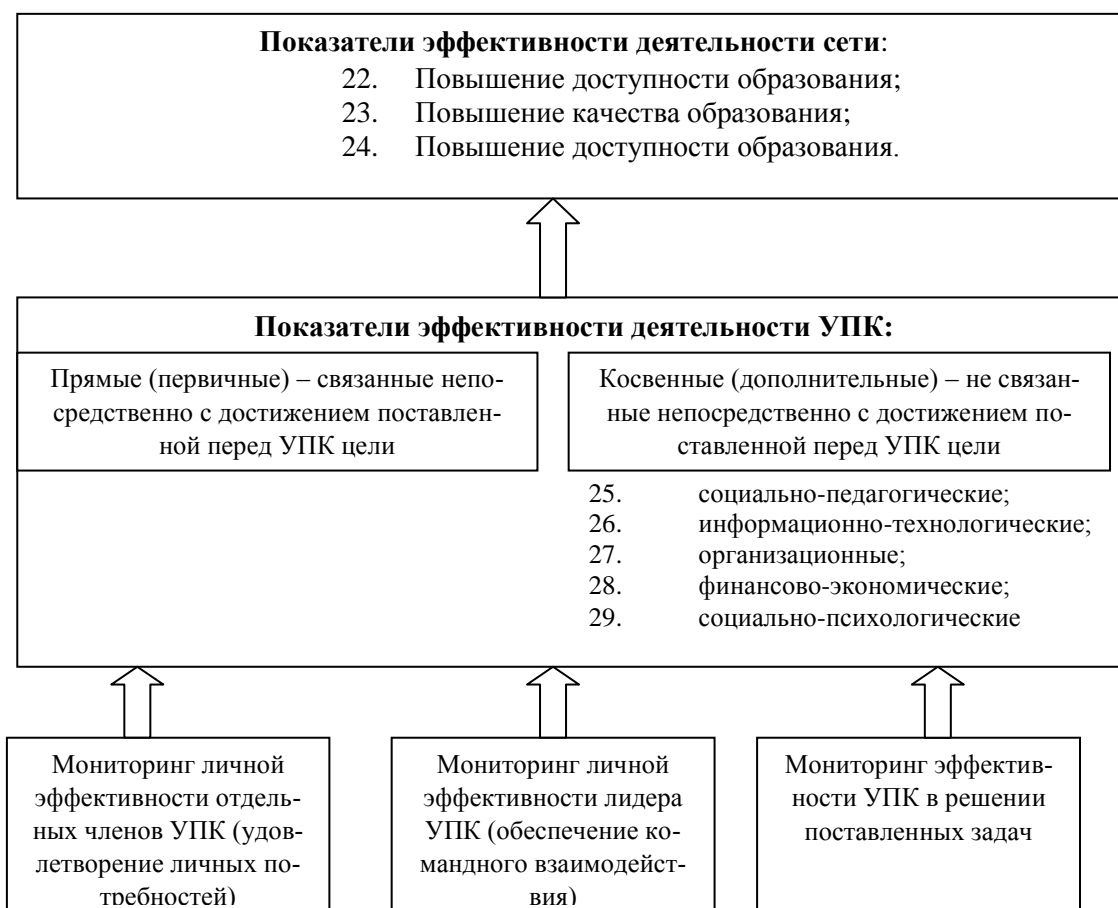 Показатели эффективности деятельности сети:
22. Повышение доступности образования;
23. Повышение качества образования;
24. Повышение доступности образования.
Показатели эффективности деятельности УПК:
Прямые (первичные) – связанные непо-
средственно с достижением поставлен-
ной перед УПК цели
Косвенные (дополнительные) – не связан-
ные непосредственно с достижением по-
ставленной перед УПК цели
25. социально-педагогические;
26. информационно-технологические;
27. организационные;
28. финансово-экономические;
29. социально-психологические
Мониторинг личной
эффективности отдель-
ных членов УПК (удов-
летворение личных по-
требностей)
Мониторинг личной
эффективности лидера
УПК (обеспечение ко-
мандного взаимодейст-
вия)
Мониторинг эффектив-
ности УПК в решении
поставленных задач